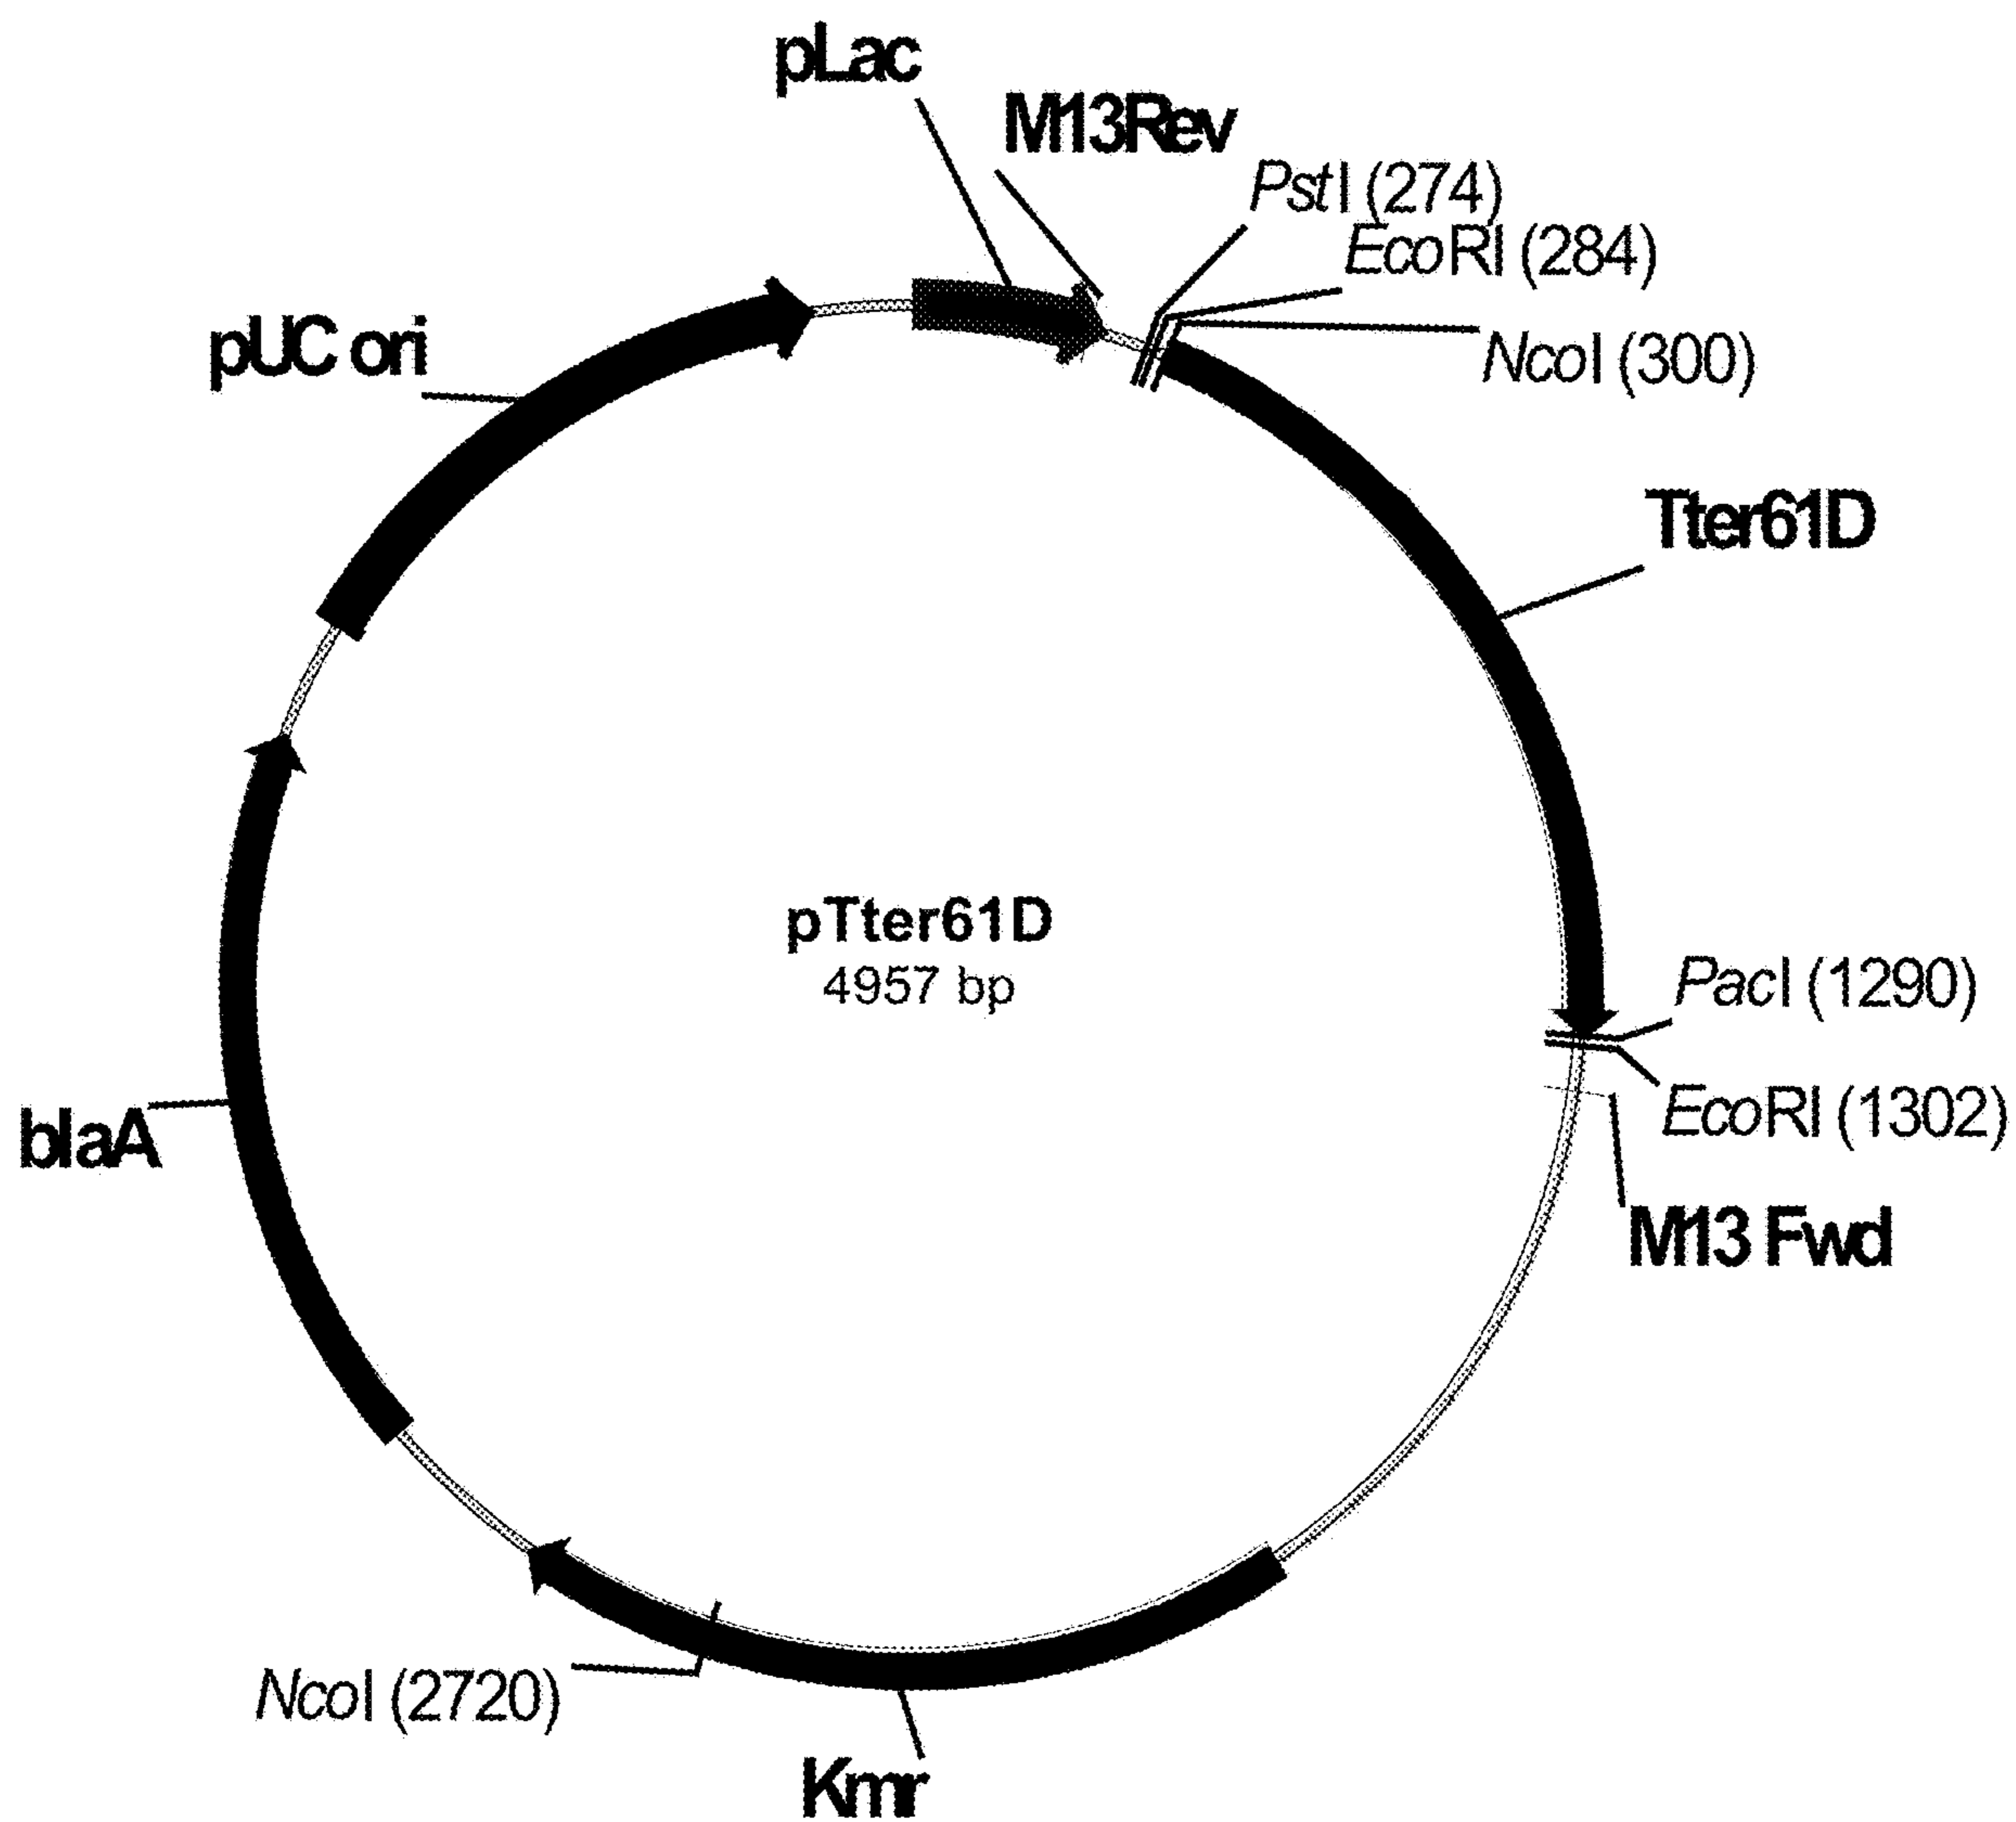 pLac
M13Rev
PstI (274)
EcoRI (284)
NcoI (300)
pUC ori
Tter61D
pTter61D
4957 bp
PacI (1290)
EcoRI (1302)
blaA
M13 Fwd
NcoI (2720)
Kmr